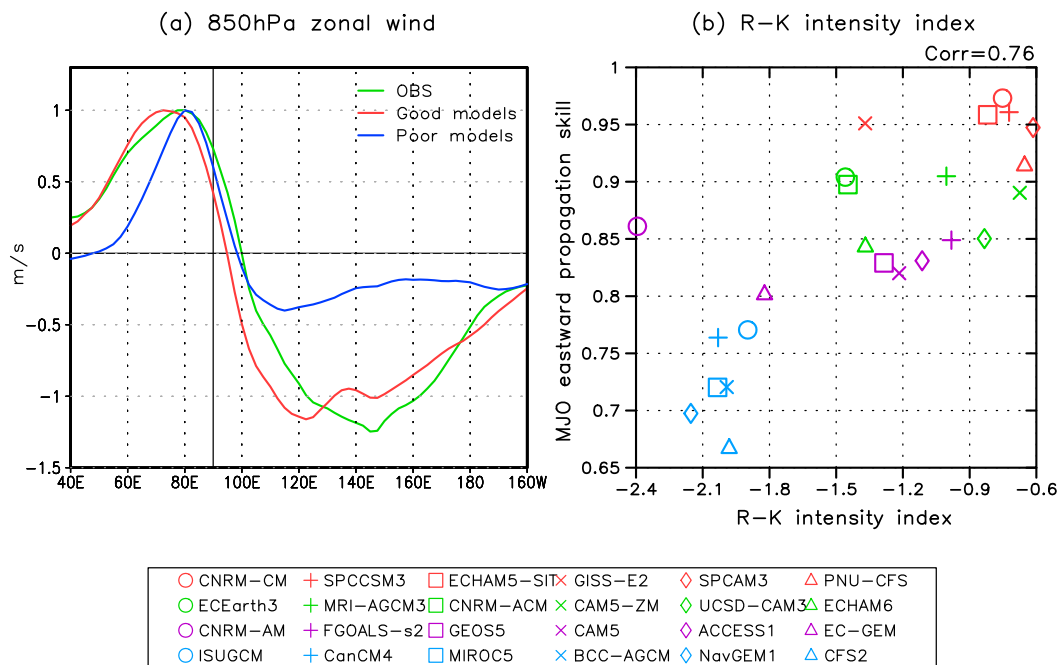 (a) 850hPa zonal wind
(b) R-K intensity index
Corr=0.76
OBS
Good models
Poor models
m/s
1
0.5
0
-0.5
-1
-1.5
40E 60E 80E 100E 120E 140E 160E 180E 160W
MJO eastward propagation skill
1
0.95
0.9
0.85
0.8
0.75
0.7
0.65
-2.4 -2.1 -1.8 -1.5 -1.2 -0.9 -0.6
R-K intensity index
CNRM-CM SPCCSM3 ECHAM5-SIT GISS-E2 SPCAM3 PNU-CFS
ECEarth3 MRI-AGCM3 CNRM-ACM CAM5-ZM UCSD-CAM3 ECHAM6
CNRM-AM FGOALS-s2 GEOS5 CAM5 ACCESS1 EC-GEM
ISUGCM CanCM4 MIROC5 BCC-AGCM NavGEM1 CFS2